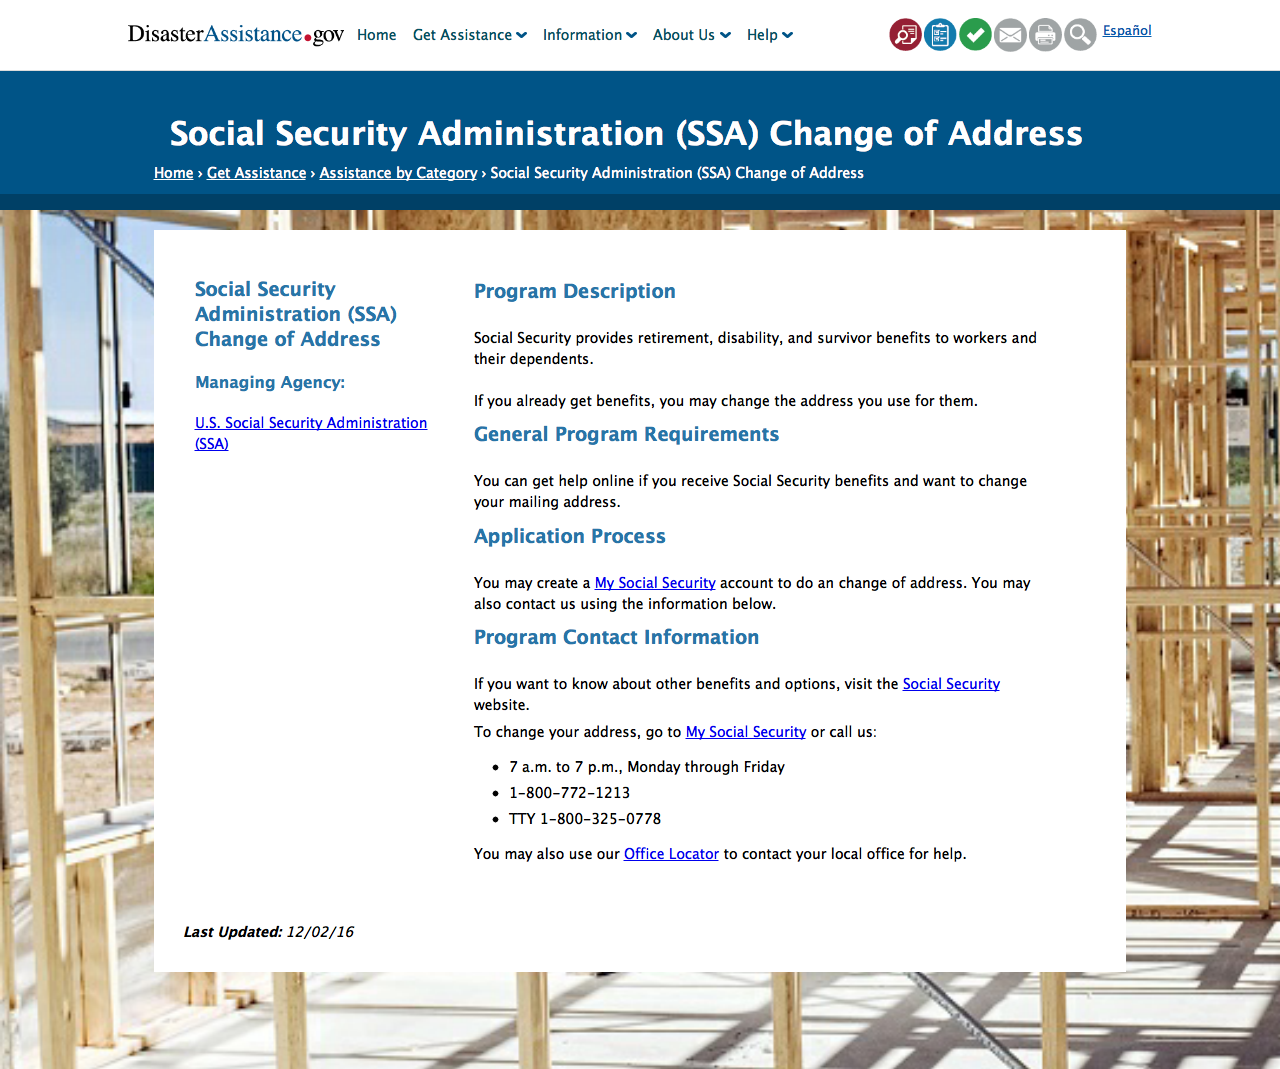 DisasterAssistance.gov Home Get Assistance Information About Us Help Español
Social Security Administration (SSA) Change of Address
Home › Get Assistance › Assistance by Category › Social Security Administration (SSA) Change of Address
Social Security
Administration (SSA)
Change of Address
Managing Agency:
U.S. Social Security Administration
(SSA)
Program Description
Social Security provides retirement, disability, and survivor benefits to workers and
their dependents.
If you already get benefits, you may change the address you use for them.
General Program Requirements
You can get help online if you receive Social Security benefits and want to change
your mailing address.
Application Process
You may create a My Social Security account to do an change of address. You may
also contact us using the information below.
Program Contact Information
If you want to know about other benefits and options, visit the Social Security
website.
To change your address, go to My Social Security or call us:
• 7 a.m. to 7 p.m., Monday through Friday
• 1-800-772-1213
• TTY 1-800-325-0778
You may also use our Office Locator to contact your local office for help.
Last Updated: 12/02/16